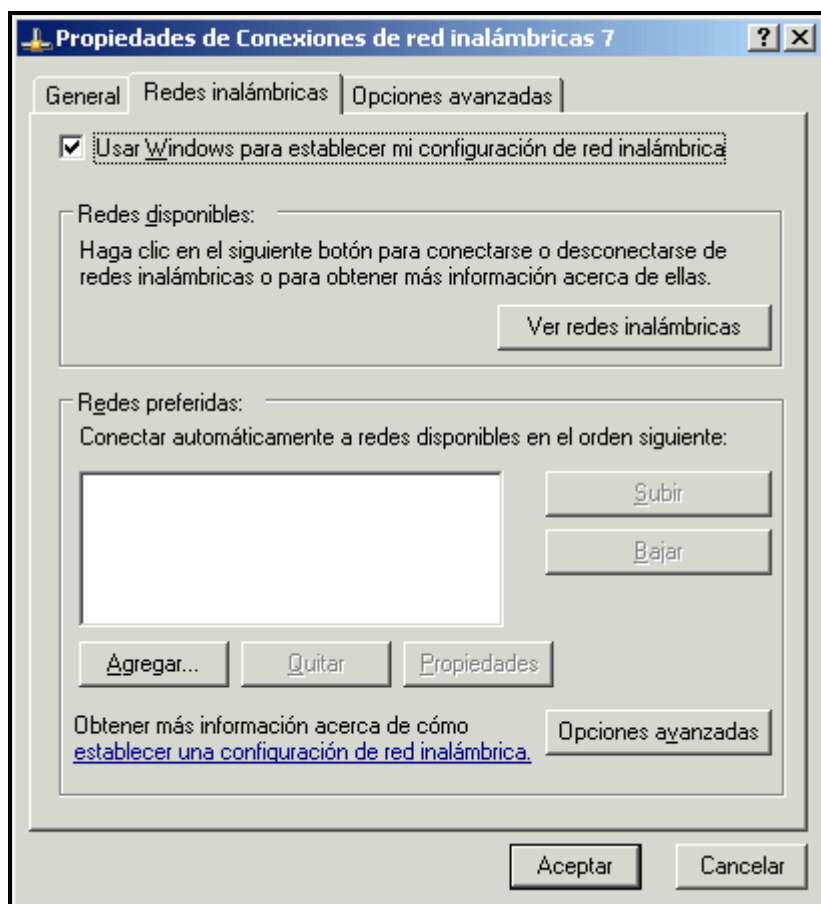 Propiedades de Conexiones de red inalámbricas 7
General
Redes inalámbricas
Opciones avanzadas
Usar Windows para establecer mi configuración de red inalámbrica
Redes disponibles:
Haga clic en el siguiente botón para conectarse o desconectarse de
redes inalámbricas o para obtener más información acerca de ellas.
Ver redes inalámbricas
Redes preferidas:
Conectar automáticamente a redes disponibles en el orden siguiente:
Subir
Bajar
Agregar...
Quitar
Propiedades
Obtener más información acerca de cómo
establecer una configuración de red inalámbrica.
Opciones avanzadas
Aceptar
Cancelar